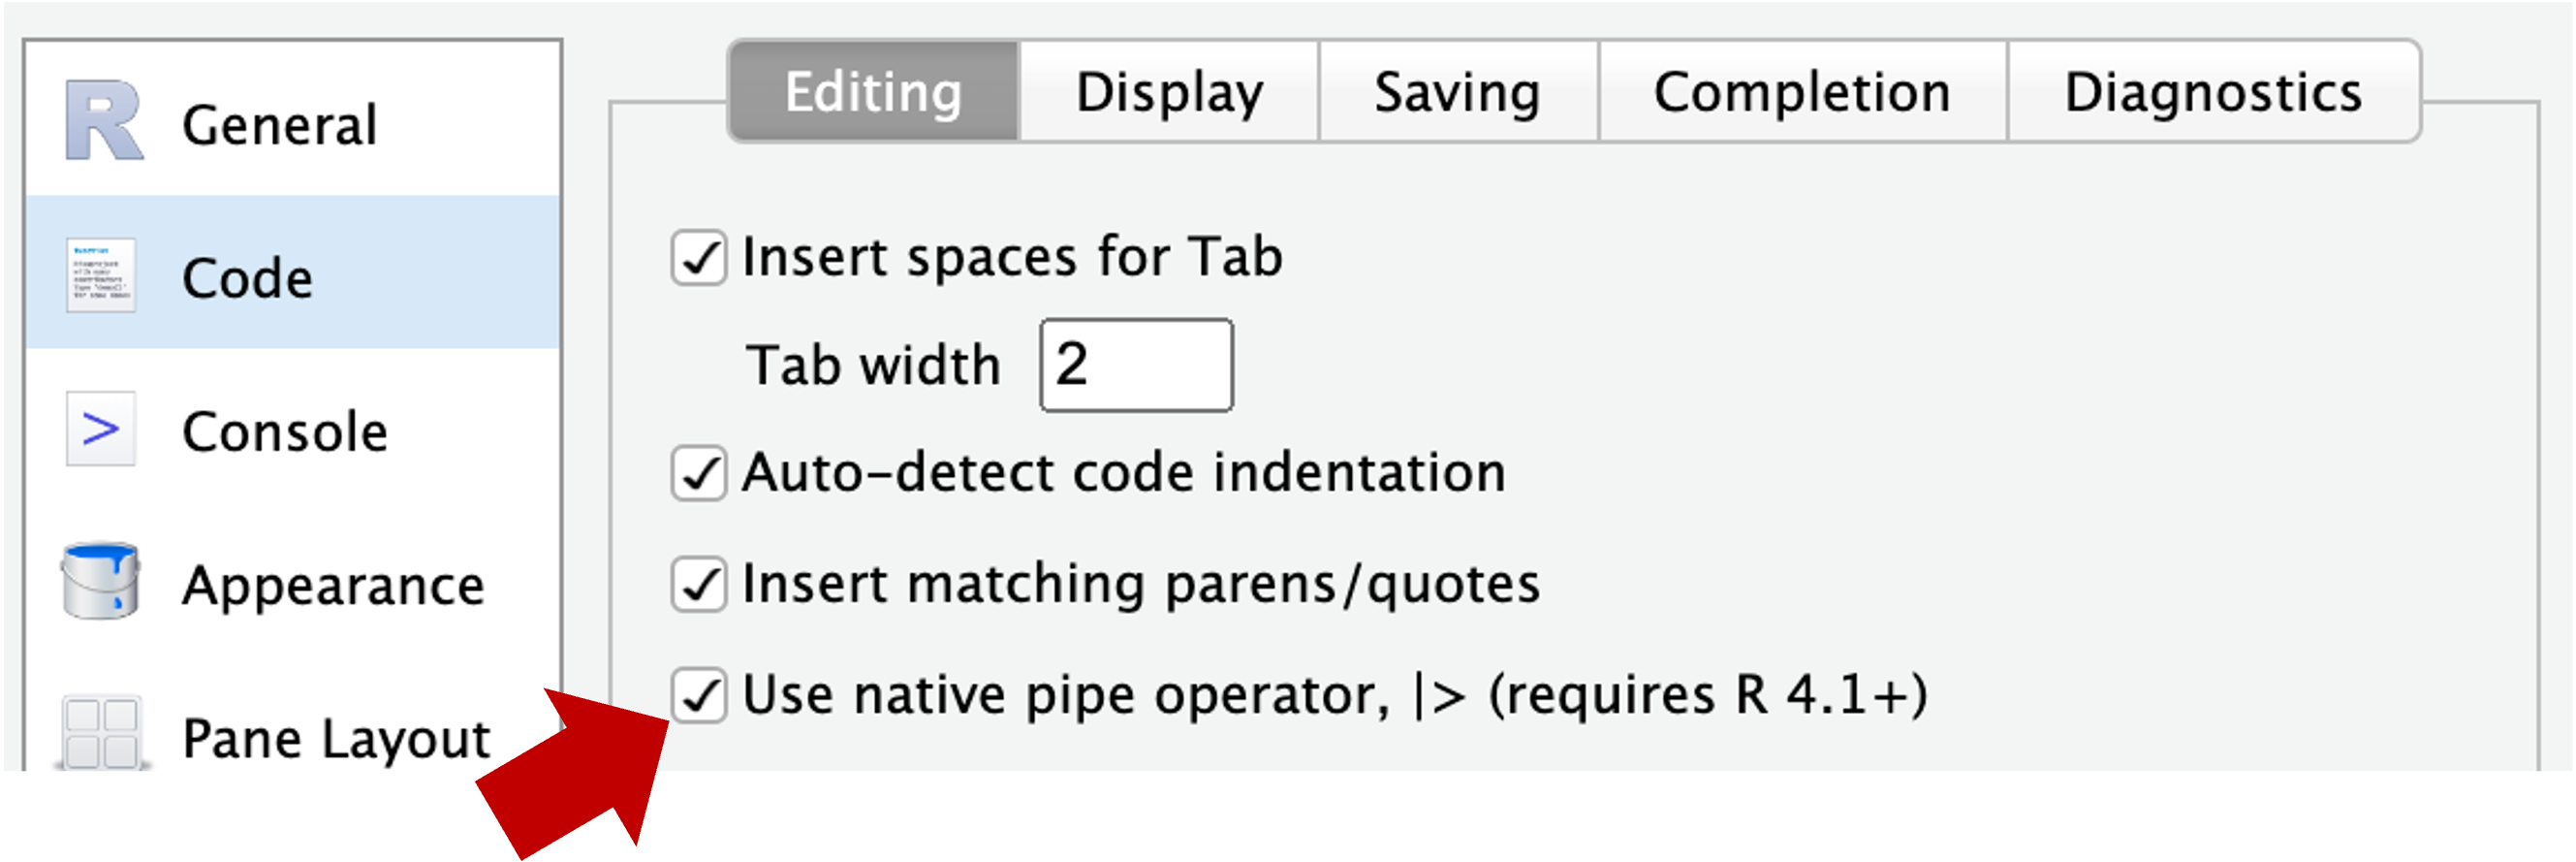 General
Code
Console
Appearance
Pane Layout
Editing
Display
Saving
Completion
Diagnostics
Insert spaces for Tab
Tab width 2
Auto-detect code indentation
Insert matching parens/quotes
Use native pipe operator, |> (requires R 4.1+)